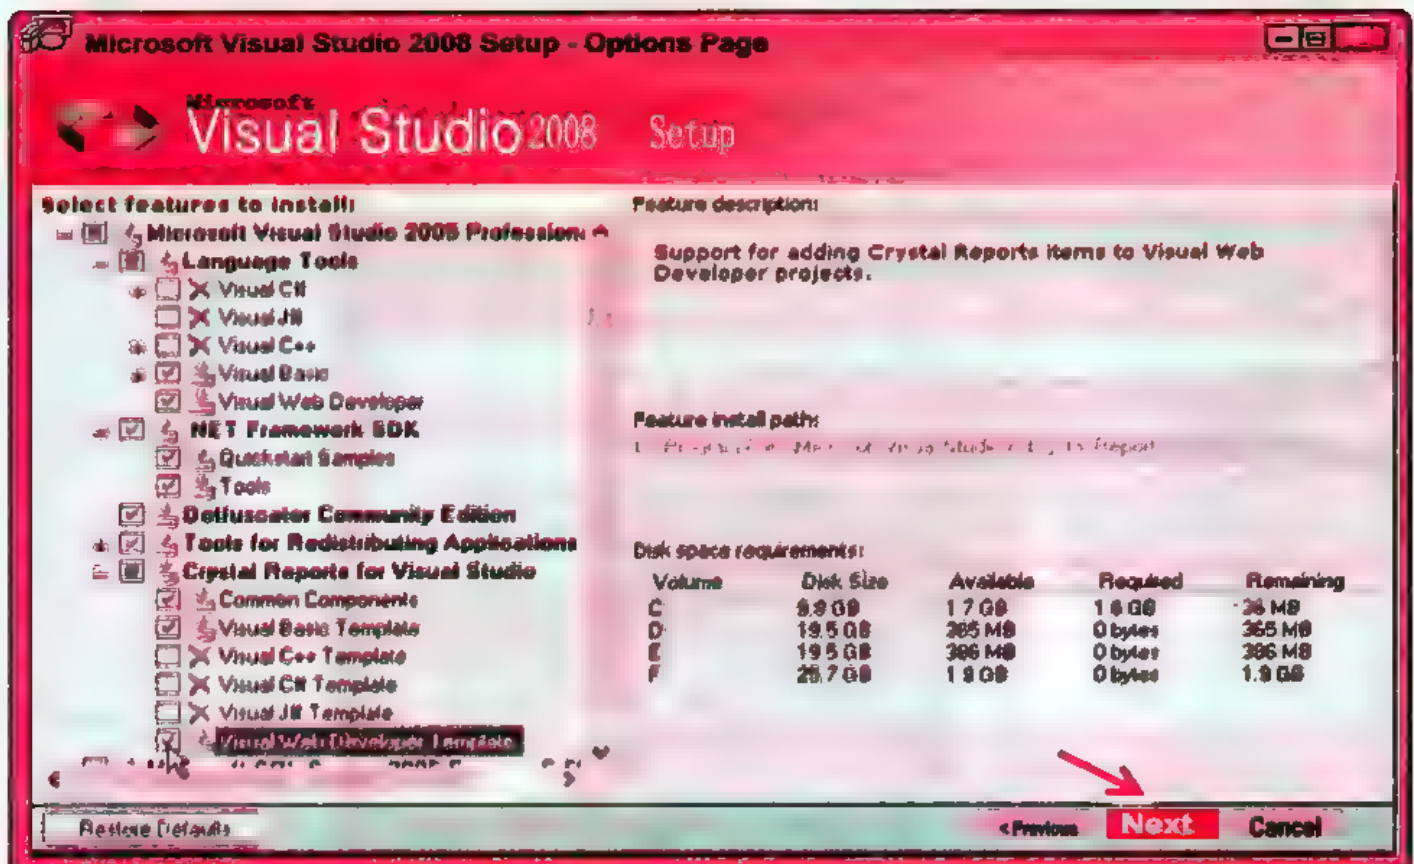 Microsoft Visual Studio 2008 Setup - Options Page
Microsoft
Visual Studio 2008 Setup
Select features to install:
Microsoft Visual Studio 2005 Profession
Language Tools
Visual C#
Visual J#
Visual C++
Visual Basic
Visual Web Developer
.NET Framework SDK
Quickstart Samples
Tools
Dotfuscator Community Edition
Tools for Redistributing Applications
Crystal Reports for Visual Studio
Common Components
Visual Basic Template
Visual C++ Template
Visual C# Template
Visual J# Template
Visual Web Developer Template
Restore Defaults
Feature description:
Support for adding Crystal Reports items to Visual Web
Developer projects.
Feature install path:
Disk space requirements:
Volume Disk Size Available Required Remaining
C 9.8 GB 1.7 GB 1.6 GB MB
D 19.5 GB 365 MB 0 bytes 365 MB
E 19.5 GB 386 MB 0 bytes 386 MB
F GB 1.9 GB 0 bytes 1.9 GB
< Previous Next Cancel